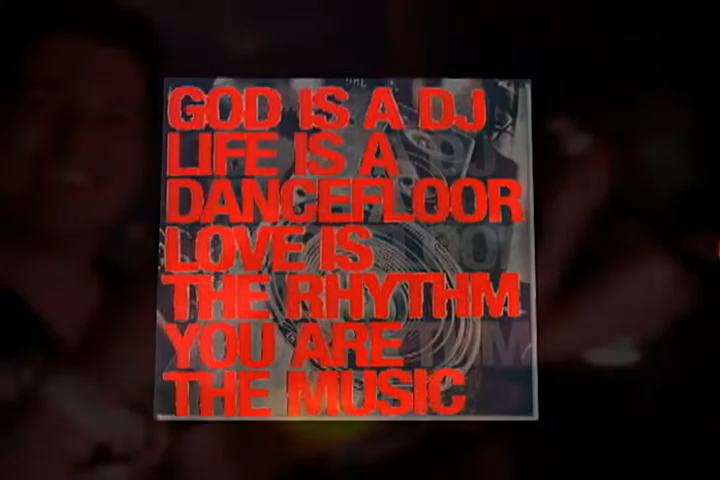 GOD IS A DJ
LIFE IS A
DANCEFLOOR
LOVE IS
THE RHYTHM
YOU ARE
THE MUSIC